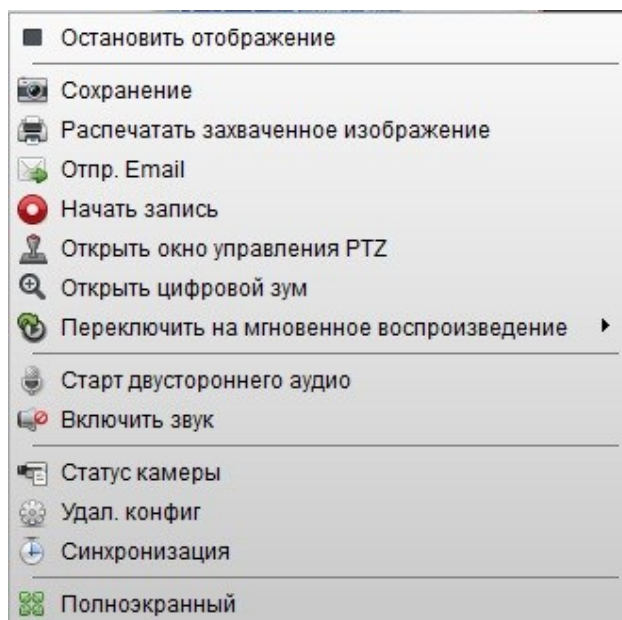 Остановить отображение
Сохранение
Распечатать захваченное изображение
Отпр. Email
Начать запись
Открыть окно управления PTZ
Открыть цифровой зум
Переключить на мгновенное воспроизведение
Старт двустороннего аудио
Включить звук
Статус камеры
Удал. конфиг
Синхронизация
Полноэкранный